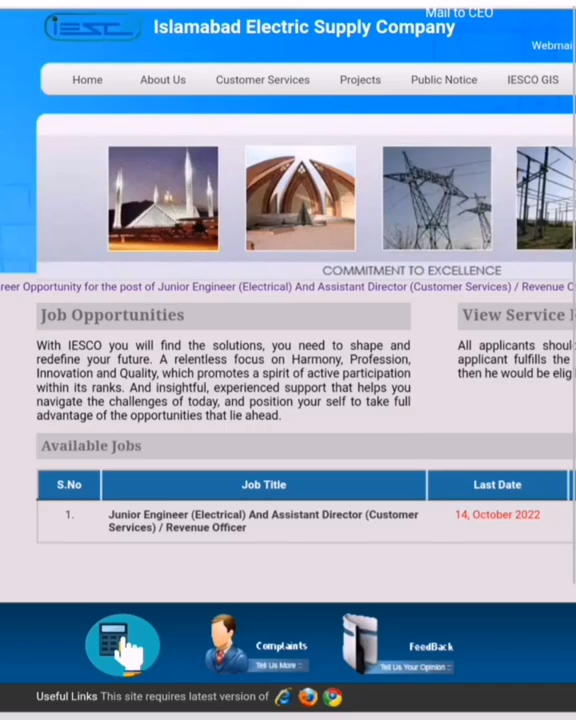 Mail to CEO
iesco
Islamabad Electric Supply Company
Webmai
Home About Us Customer Services Projects Public Notice IESCO GIS
COMMITMENT TO EXCELLENCE
reer Opportunity for the post of Junior Engineer (Electrical) And Assistant Director (Customer Services) / Revenue O
Job Opportunities
View Service
With IESCO you will find the solutions, you need to shape and
redefine your future. A relentless focus on Harmony, Profession,
Innovation and Quality, which promotes a spirit of active participation
within its ranks. And insightful, experienced support that helps you
navigate the challenges of today, and position your self to take full
advantage of the opportunities that lie ahead.
All applicants shoul
applicant fulfills the
then he would be elig
Available Jobs
S.No Job Title Last Date
1. Junior Engineer (Electrical) And Assistant Director (Customer
Services) / Revenue Officer
14, October 2022
Complaints
Tell Us More ::
FeedBack
Tell Us Your Opinion ::
Useful Links This site requires latest version of